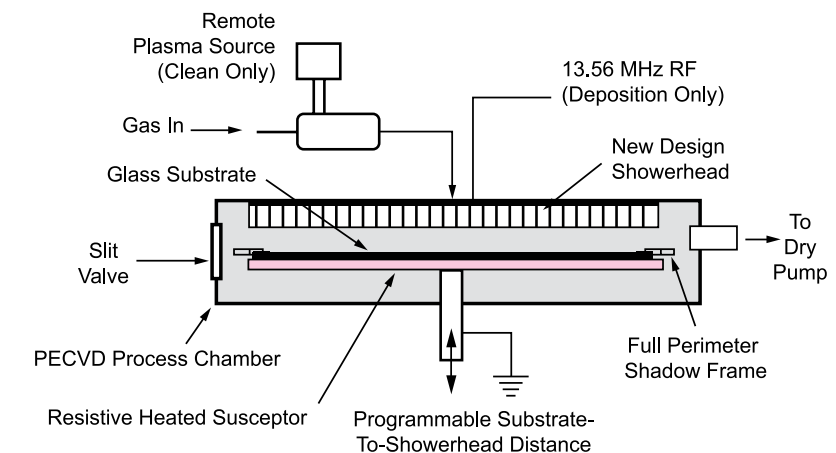 Remote
Plasma Source
(Clean Only)
13.56 MHz RF
(Deposition Only)
Gas In
New Design
Showerhead
Glass Substrate
Slit
Valve
To
Dry
Pump
PECVD Process Chamber
Full Perimeter
Shadow Frame
Resistive Heated Susceptor
Programmable Substrate-
To-Showerhead Distance